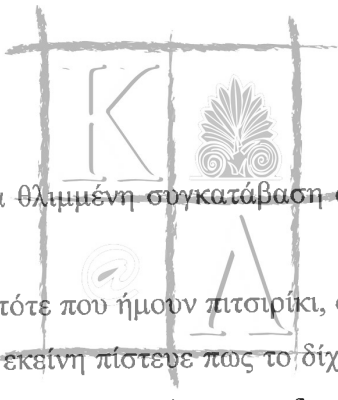 Κ
θλιμμένη συγκατάβαση
@ Λ
τότε που ήμουν πιτσιρίκι,
εκείνη πίστευε πως το